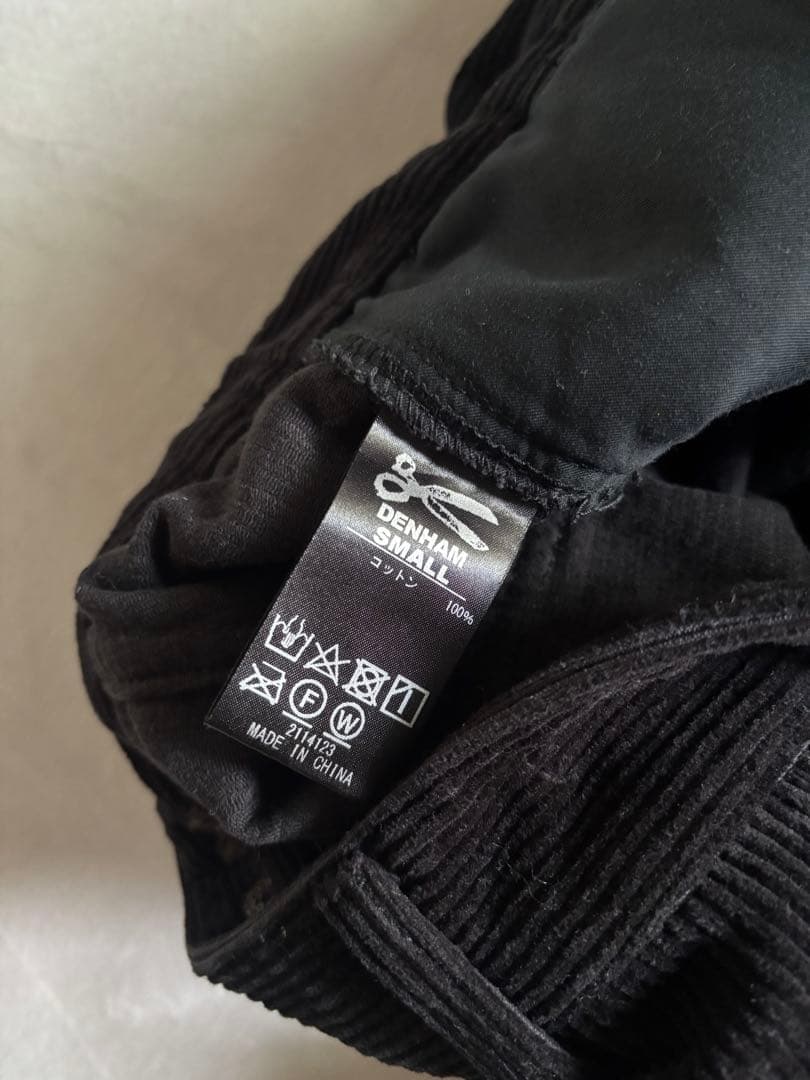 DENHAM
SMALL
コットン 100%
F W
2114123
MADE IN CHINA